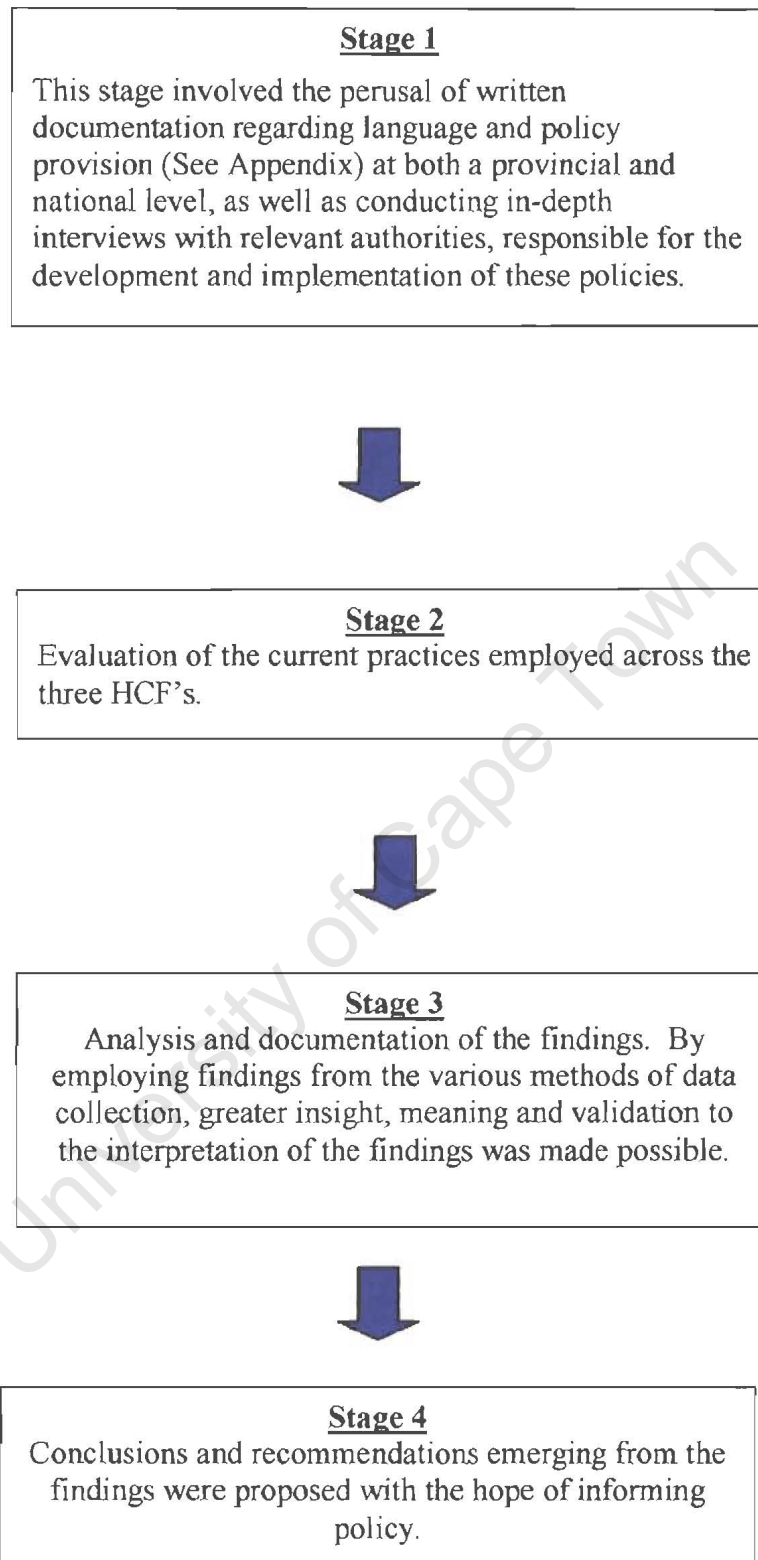 Stage 1
This stage involved the perusal of written
documentation regarding language and policy
provision (See Appendix) at both a provincial and
national level, as well as conducting in-depth
interviews with relevant authorities, responsible for the
development and implementation of these policies.
Stage 2
Evaluation of the current practices employed across the
three HCF's.
Stage 3
Analysis and documentation of the findings. By
employing findings from the various methods of data
collection, greater insight, meaning and validation to
the interpretation of the findings was made possible.
Stage 4
Conclusions and recommendations emerging from the
findings were proposed with the hope of informing
policy.
University of Cape Town